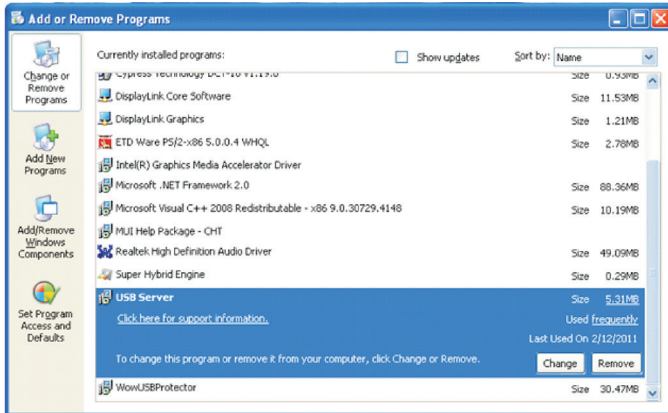 Add or Remove Programs
Change or
Remove
Programs
Add New
Programs
Add/Remove
Windows
Components
Set Program
Access and
Defaults
Currently installed programs:
Show updates
Sort by: Name
Cypress Technology Size 0.93MB
DisplayLink Core Software Size 11.53MB
DisplayLink Graphics Size 1.21MB
ETD Ware PS/2-x86 5.0.0.4 WHQL Size 2.78MB
Intel(R) Graphics Media Accelerator Driver
Microsoft .NET Framework 2.0 Size 88.36MB
Microsoft Visual C++ 2008 Redistributable - x86 9.0.30729.4148 Size 10.19MB
MUI Help Package - CHT
Realtek High Definition Audio Driver Size 49.09MB
Super Hybrid Engine Size 0.29MB
USB Server Size 5.31MB
Click here for support information. Used frequently
Last Used On 2/12/2011
To change this program or remove it from your computer, click Change or Remove. Change Remove
WowUSBProtector Size 30.47MB